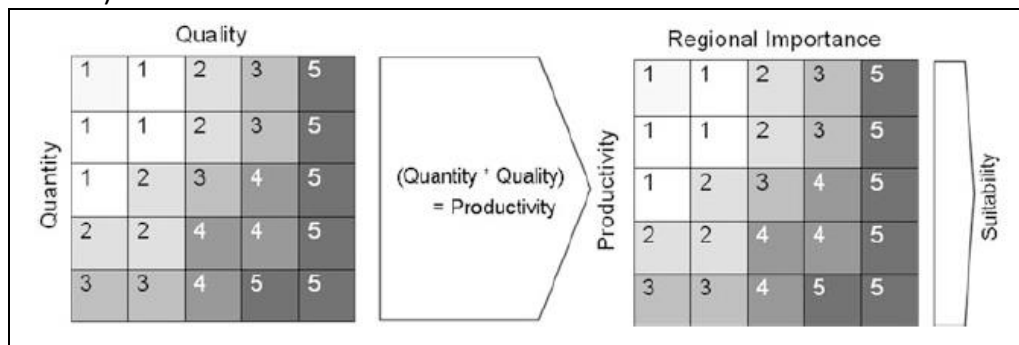 Quality
Quantity
1 1 2 3 5
1 1 2 3 5
1 2 3 4 5
2 2 4 4 5
3 3 4 5 5
(Quantity * Quality)
= Productivity
Regional Importance
Productivity
1 1 2 3 5
1 1 2 3 5
1 2 3 4 5
2 2 4 4 5
3 3 4 5 5
Suitability